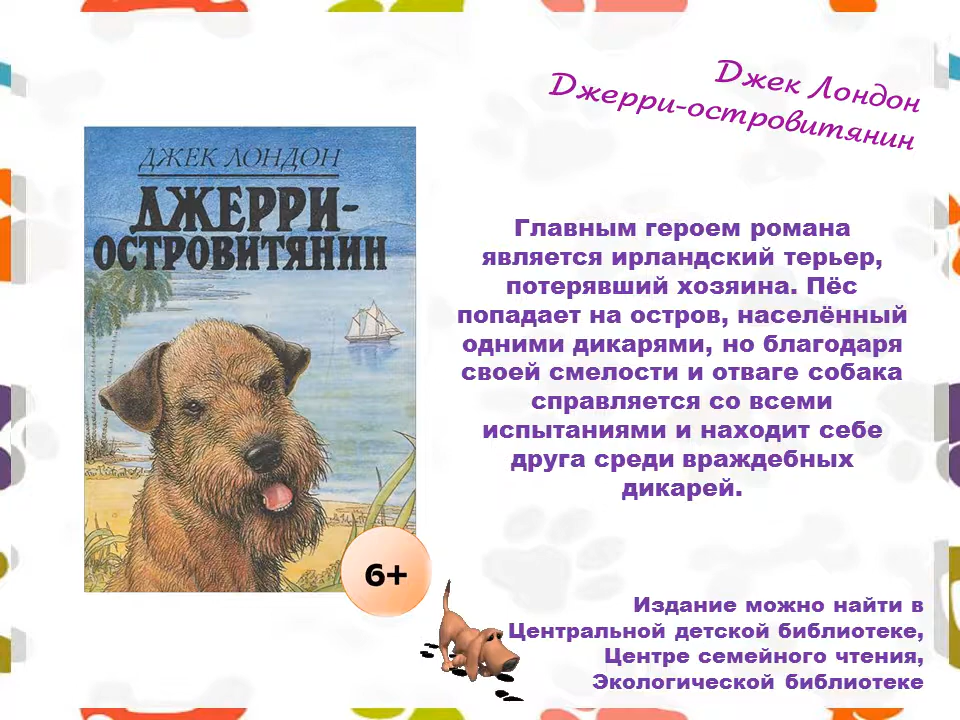 Джек Лондон
Джерри-островитянин
ДЖЕК ЛОНДОН
ДЖЕРРИ-
ОСТРОВИТЯНИН
Главным героем романа
является ирландский терьер,
потерявший хозяина. Пёс
попадает на остров, населённый
одними дикарями, но благодаря
своей смелости и отваге собака
справляется со всеми
испытаниями и находит себе
друга среди враждебных
дикарей.
6+
Издание можно найти в
Центральной детской библиотеке,
Центре семейного чтения,
Экологической библиотеке